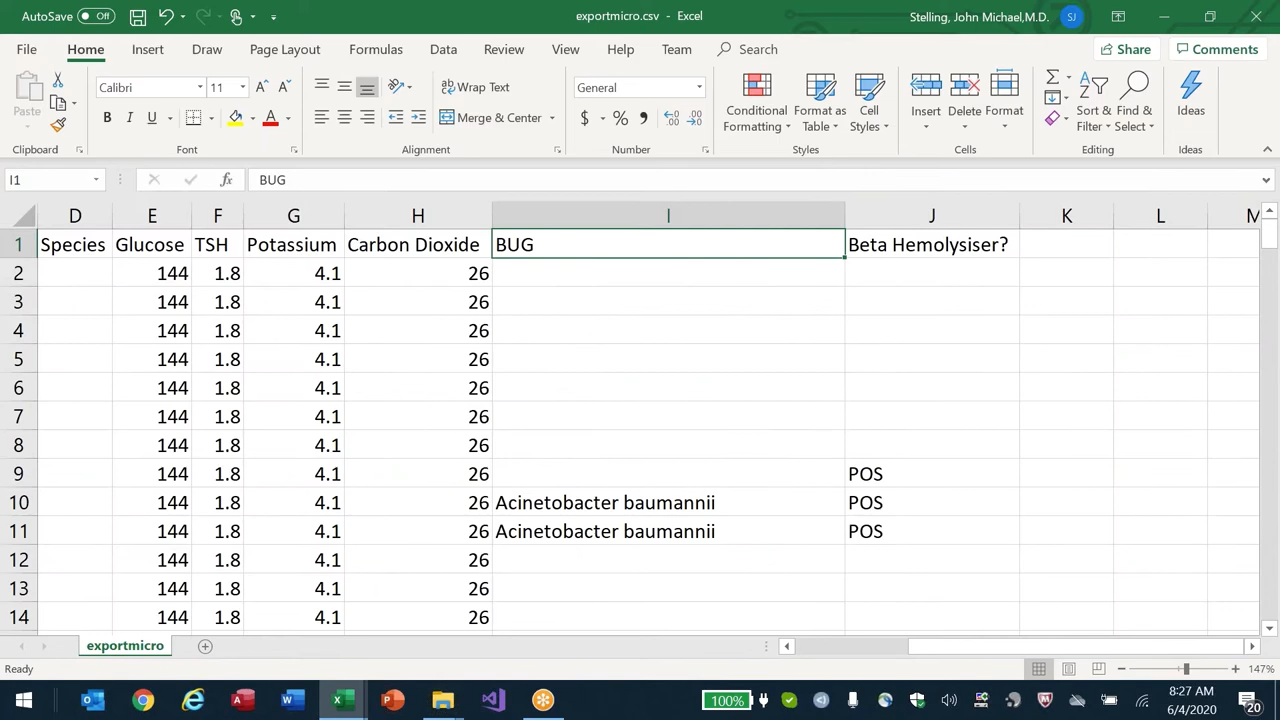 AutoSave Off exportmicro.csv - Excel Stelling, John Michael,M.D. SJ
File Home Insert Draw Page Layout Formulas Data Review View Help Team Search Share Comments
Paste
Clipboard
Calibri 11
B I U
A A A
Font
Wrap Text
Merge & Center
Alignment
General
$ % 9 .00 .00
Number
Conditional Formatting
Format as Table
Cell Styles
Styles
Insert Delete Format
Cells
Sort & Filter
Find & Select
Editing
Ideas
Ideas
I1 fx BUG
D E F G H I J K L M
1 Species Glucose TSH Potassium Carbon Dioxide BUG Beta Hemolysiser?
2 144 1.8 4.1 26
3 144 1.8 4.1 26
4 144 1.8 4.1 26
5 144 1.8 4.1 26
6 144 1.8 4.1 26
7 144 1.8 4.1 26
8 144 1.8 4.1 26
9 144 1.8 4.1 26 POS
10 144 1.8 4.1 26 Acinetobacter baumannii POS
11 144 1.8 4.1 26 Acinetobacter baumannii POS
12 144 1.8 4.1 26
13 144 1.8 4.1 26
14 144 1.8 4.1 26
exportmicro
Ready 147%
100% 8:27 AM
6/4/2020 20